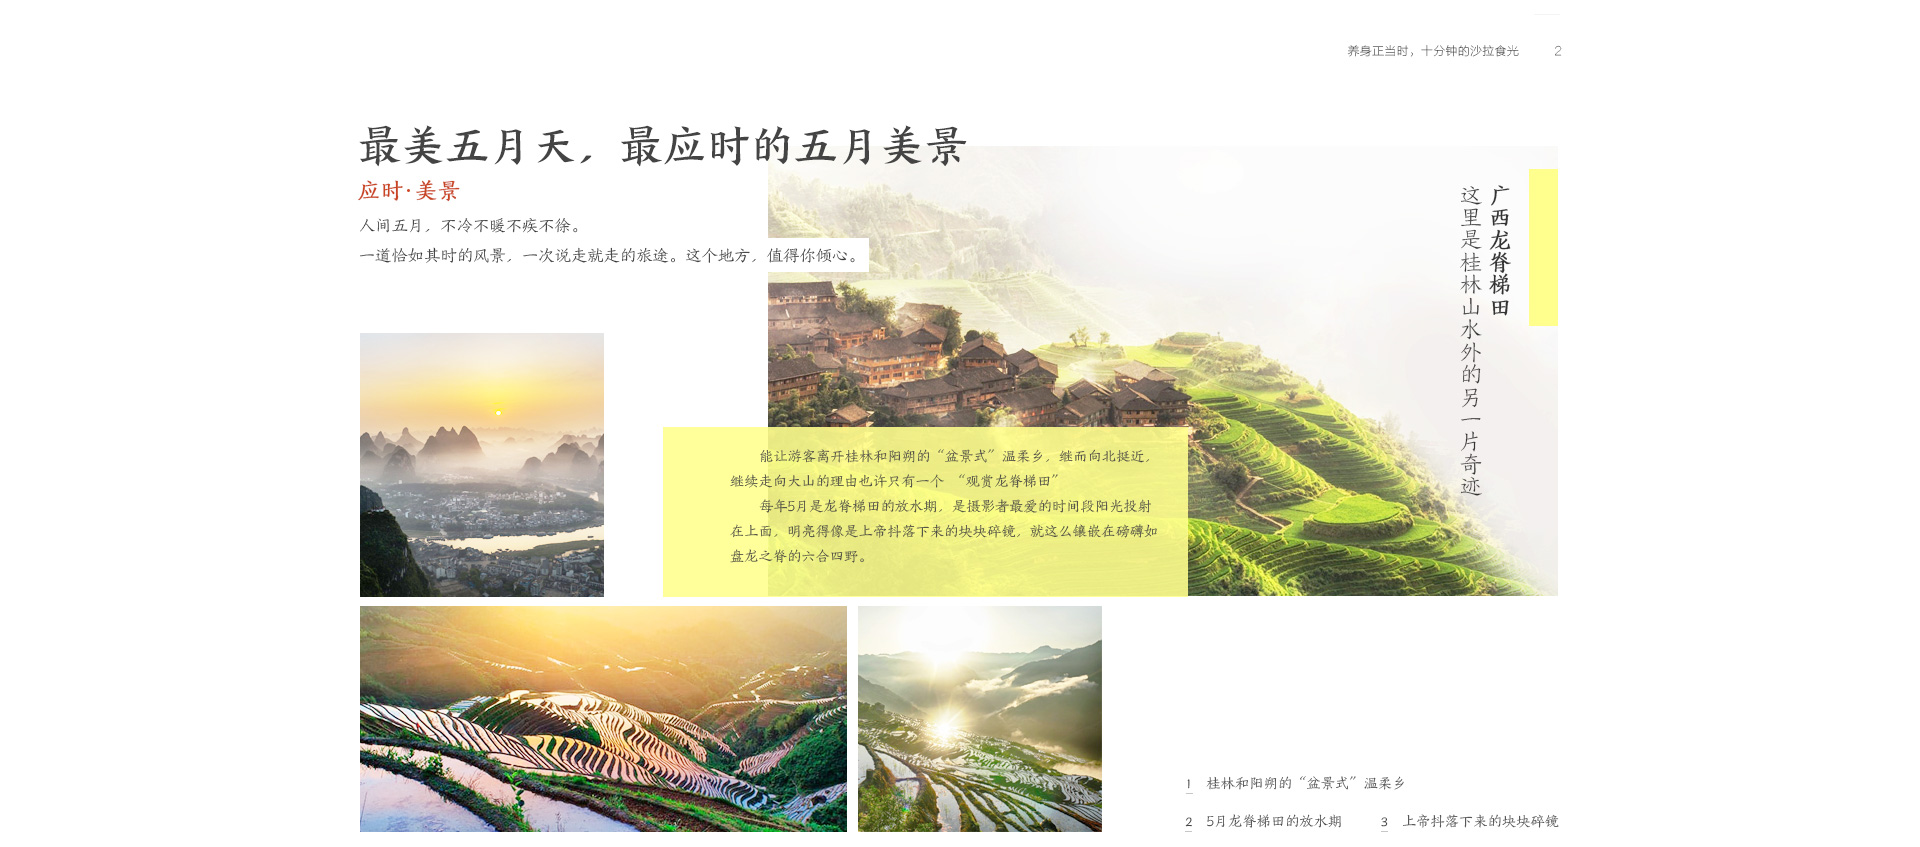 养身正当时，十分钟的沙拉食光 2
最美五月天，最应时的五月美景
应时·美景
人间五月，不冷不暖不疾不徐。
一道恰如其时的风景，一次说走就走的旅途。这个地方，值得你倾心。
广西龙脊梯田
这里是桂林山水外的另一片奇迹
能让游客离开桂林和阳朔的“盆景式”温柔乡，继而向北挺近，
继续走向大山的理由也许只有一个 “观赏龙脊梯田”
每年5月是龙脊梯田的放水期，是摄影者最爱的时间段阳光投射
在上面，明亮得像是上帝抖落下来的块块碎镜，就这么镶嵌在磅礴如
盘龙之脊的六合四野。
1 桂林和阳朔的“盆景式”温柔乡
2 5月龙脊梯田的放水期 3 上帝抖落下来的块块碎镜